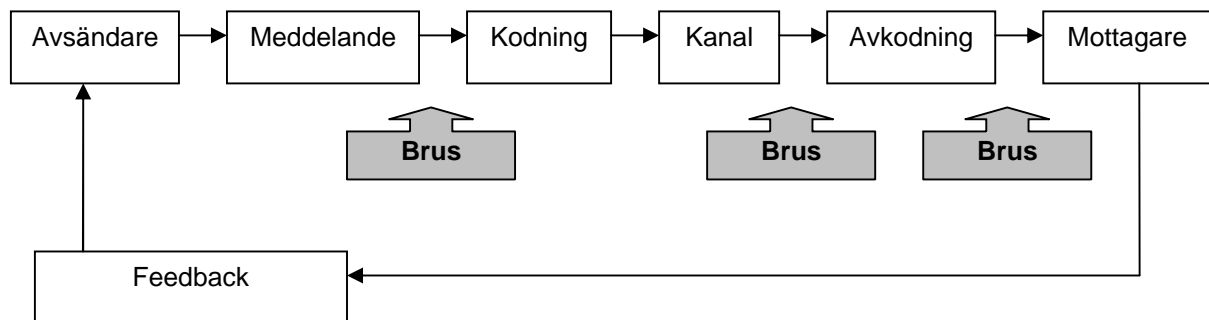 Avsändare
Meddelande
Kodning
Kanal
Avkodning
Mottagare
Brus
Brus
Brus
Feedback